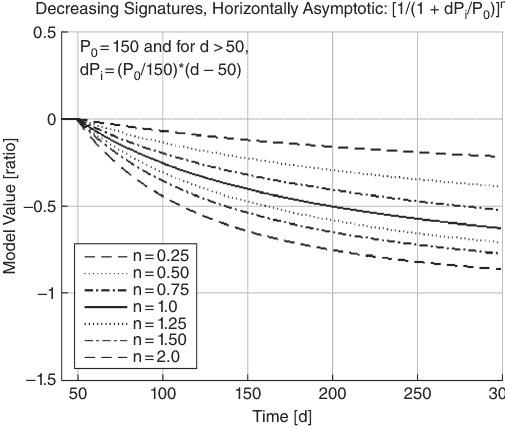 Decreasing Signatures, Horizontally Asymptotic: [1/(1 + dPi/P0)]^n
P0 = 150 and for d > 50,
dPi = (P0/150)*(d − 50)
0.5
0
−0.5
−1
−1.5
Model Value [ratio]
n = 0.25
n = 0.50
n = 0.75
n = 1.0
n = 1.25
n = 1.50
n = 2.0
50 100 150 200 250 30
Time [d]